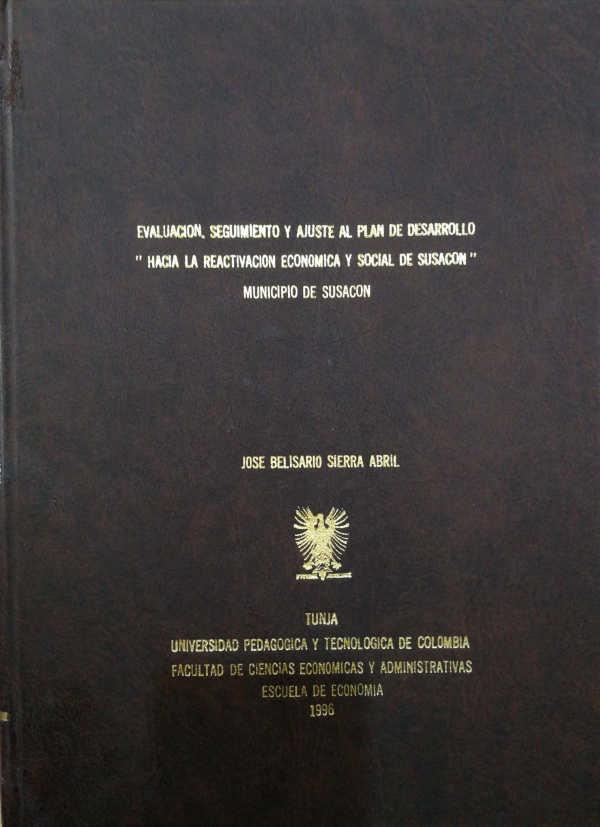 EVALUACION, SEGUIMIENTO Y AJUSTE AL PLAN DE DESARROLLO
" HACIA LA REACTIVACION ECONOMICA Y SOCIAL DE SUSACON "
MUNICIPIO DE SUSACON
JOSE BELISARIO SIERRA ABRIL
TUNJA
UNIVERSIDAD PEDAGOGICA Y TECNOLOGICA DE COLOMBIA
FACULTAD DE CIENCIAS ECONOMICAS Y ADMINISTRATIVAS
ESCUELA DE ECONOMIA
1996